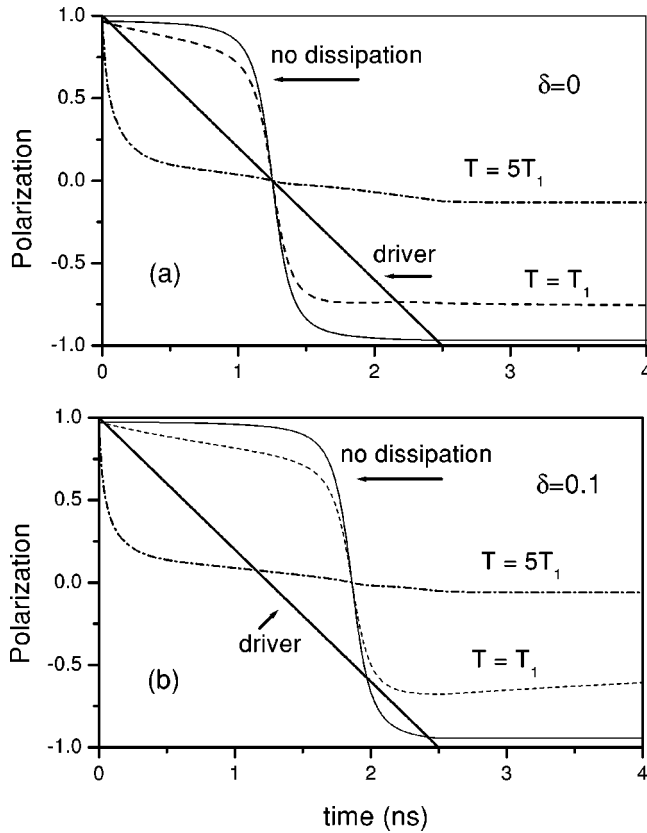 1.0
0.5
0.0
-0.5
-1.0
Polarization
no dissipation
δ=0
T = 5T₁
driver
T = T₁
(a)
0 1 2 3 4
1.0
0.5
0.0
-0.5
-1.0
Polarization
no dissipation
δ=0.1
T = 5T₁
driver
T = T₁
(b)
0 1 2 3 4
time (ns)